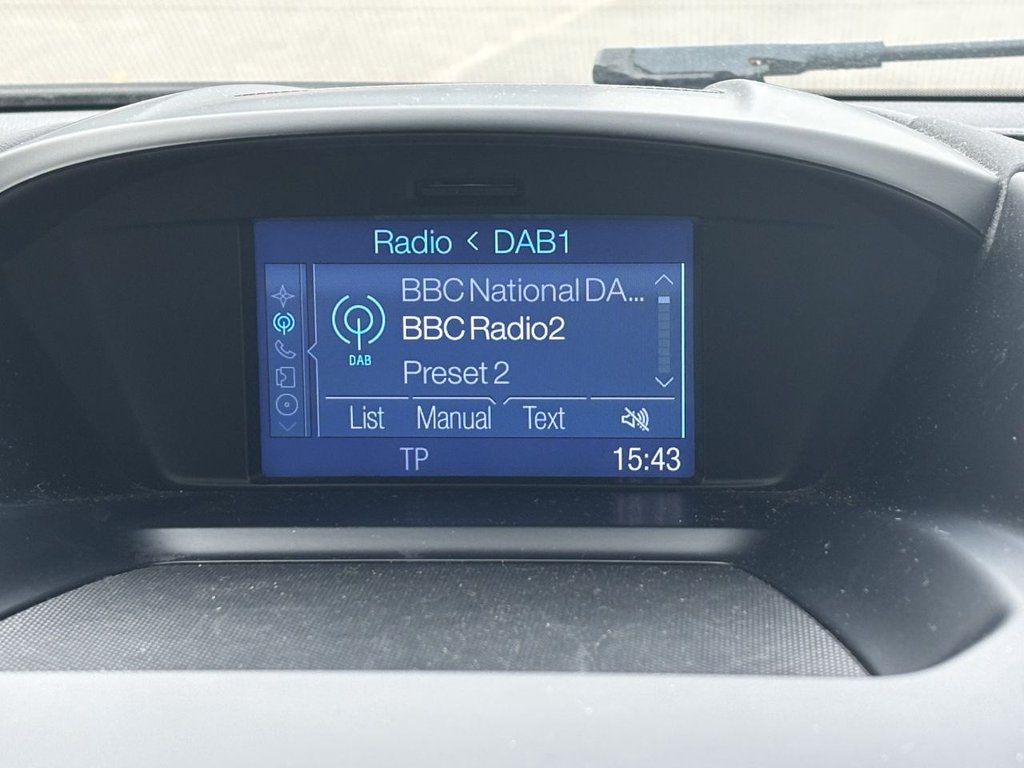 Radio < DAB1
BBC National DA...
BBC Radio2
DAB
Preset 2
List Manual Text
TP 15:43